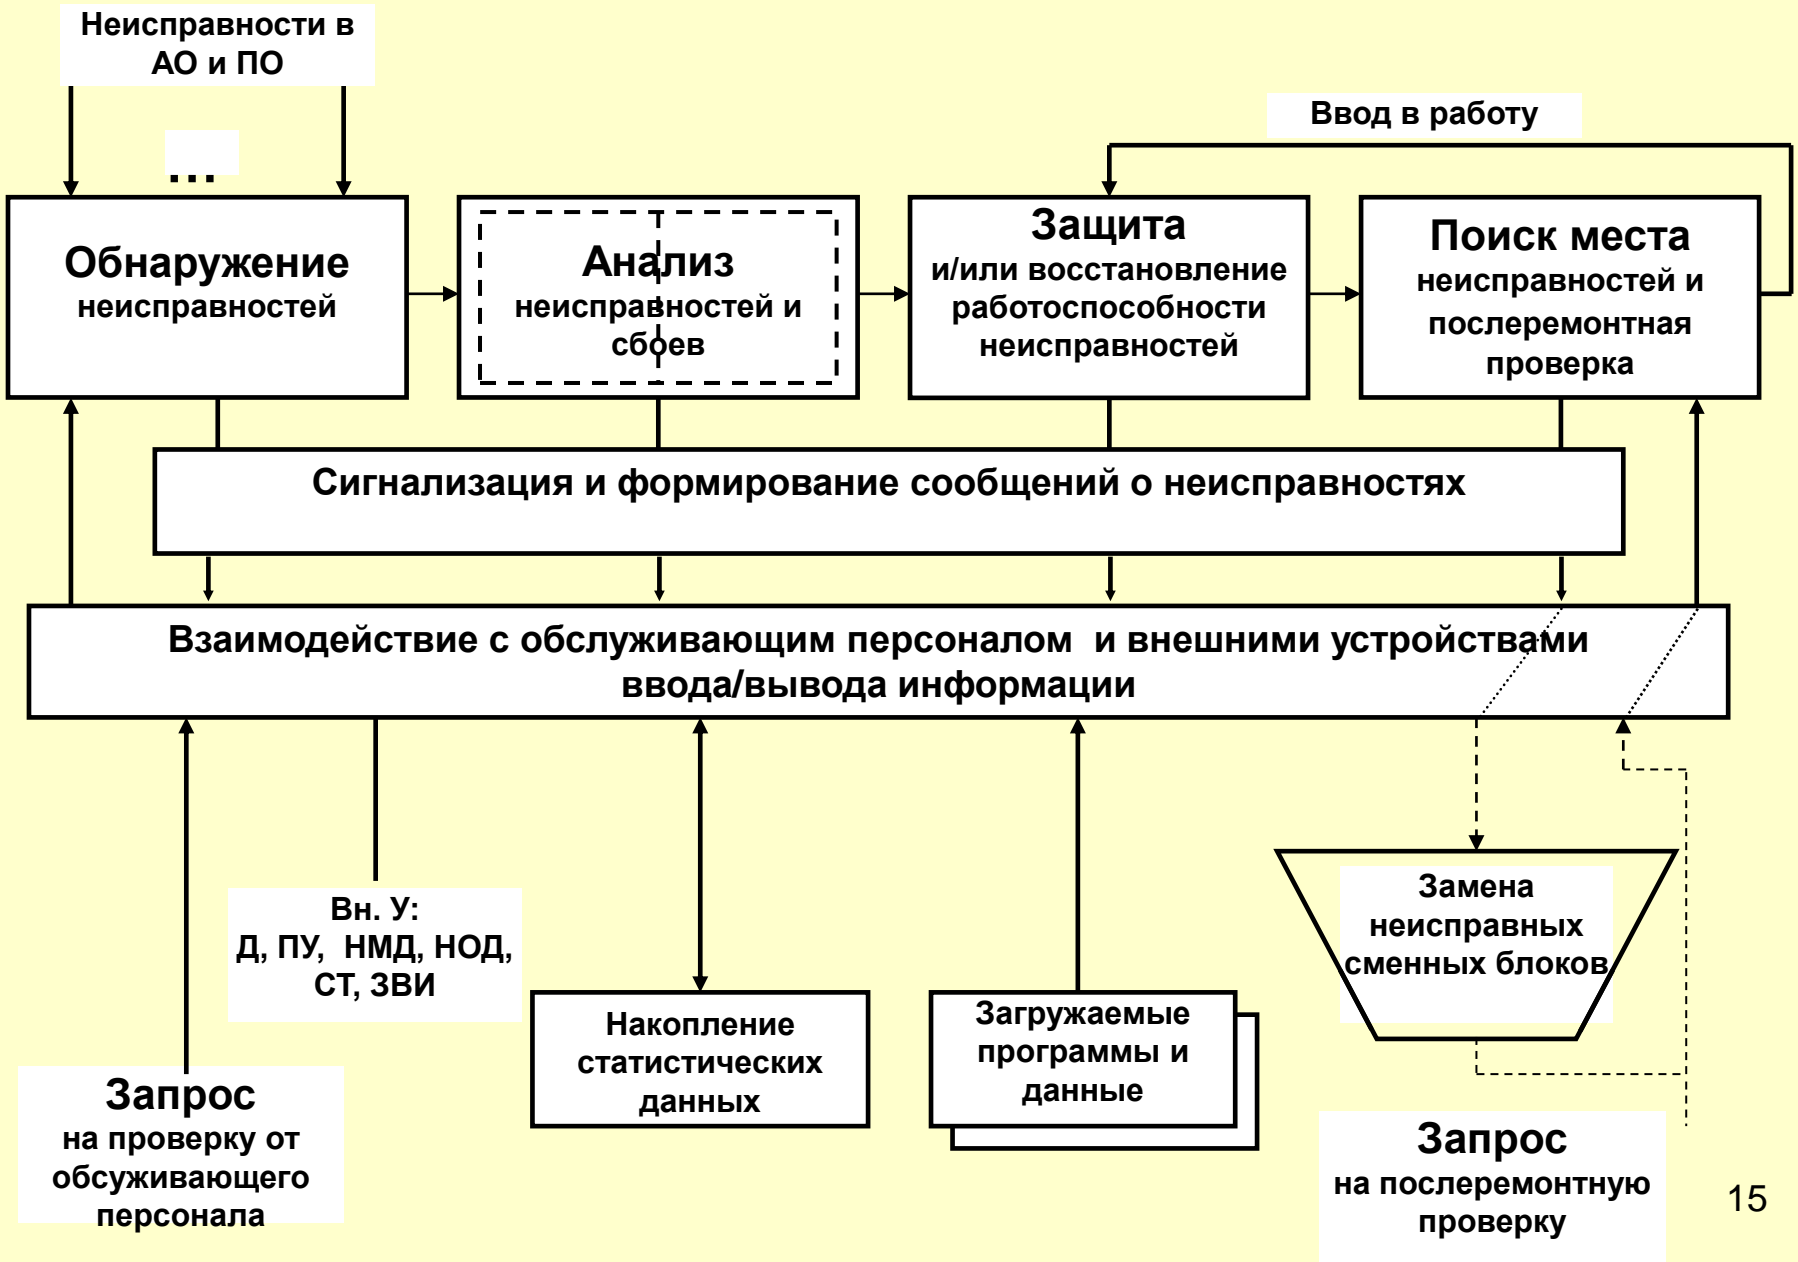 Неисправности в
АО и ПО
...
Ввод в работу
Обнаружение
неисправностей
Анализ
неисправностей и
сбоев
Защита
и/или восстановление
работоспособности
неисправностей
Поиск места
неисправностей и
послеремонтная
проверка
Сигнализация и формирование сообщений о неисправностях
Взаимодействие с обслуживающим персоналом и внешними устройствами
ввода/вывода информации
Вн. У:
Д, ПУ, НМД, НОД,
СТ, ЗВИ
Запрос
на проверку от
обсуживающего
персонала
Накопление
статистических
данных
Загружаемые
программы и
данные
Замена
неисправных
сменных блоков
Запрос
на послеремонтную
проверку
15